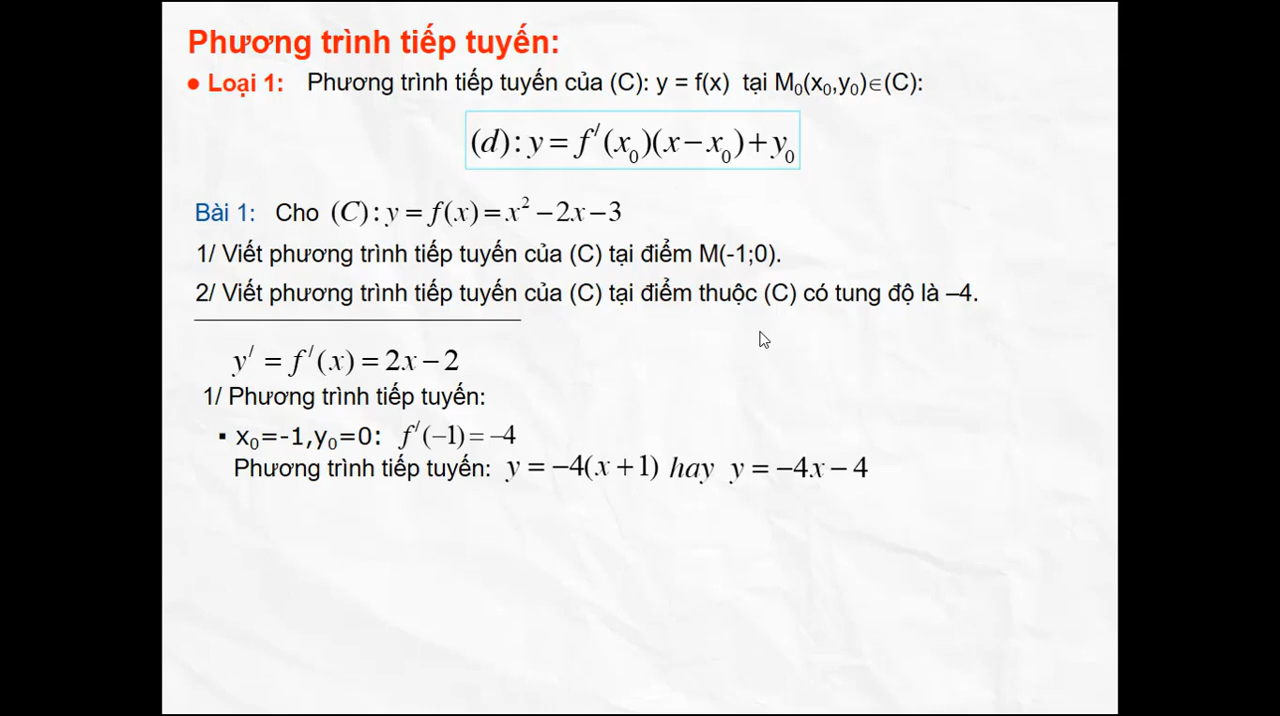 Phương trình tiếp tuyến:
● Loại 1: Phương trình tiếp tuyến của (C): y = f(x) tại M₀(x₀,y₀)∈(C):
(d): y = f′(x₀)(x − x₀) + y₀
Bài 1: Cho (C): y = f(x) = x² − 2x − 3
1/ Viết phương trình tiếp tuyến của (C) tại điểm M(-1;0).
2/ Viết phương trình tiếp tuyến của (C) tại điểm thuộc (C) có tung độ là –4.
y′ = f′(x) = 2x − 2
1/ Phương trình tiếp tuyến:
▪ x₀=-1,y₀=0: f′(−1) = −4
Phương trình tiếp tuyến: y = −4(x + 1) hay y = −4x − 4